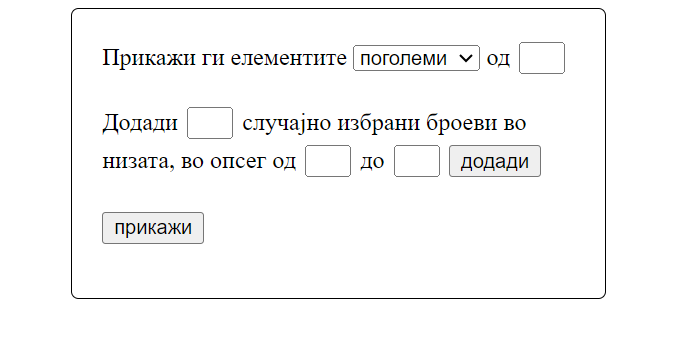 Прикажи ги елементите поголеми од
Додади случајно избрани броеви во
низата, во опсег од до додади
прикажи